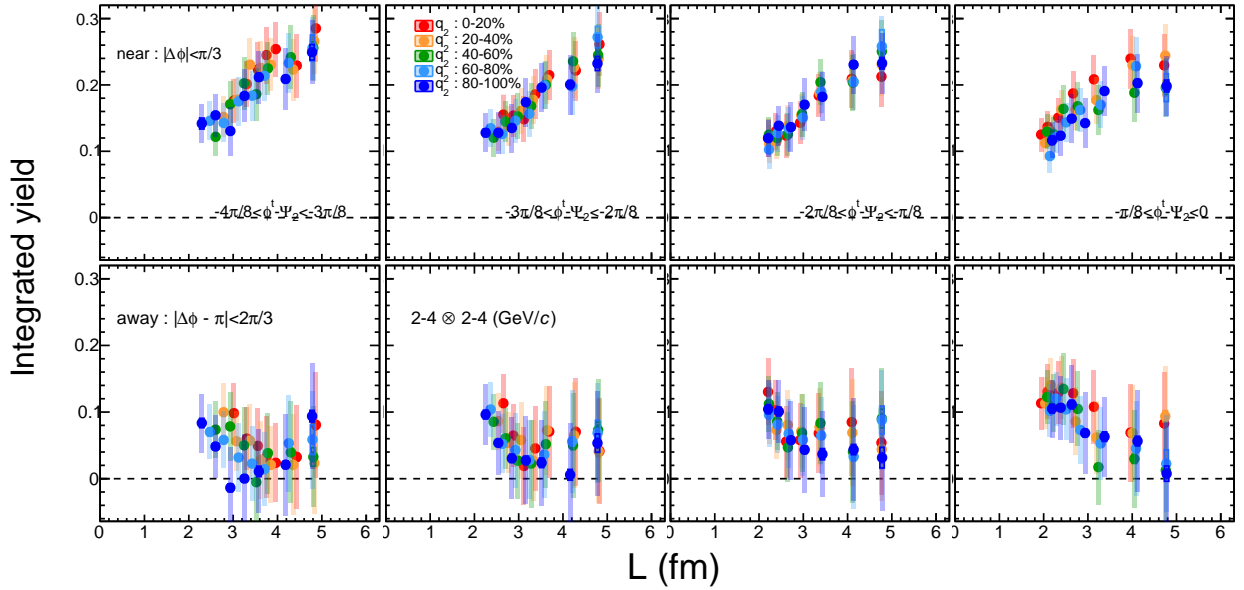 Integrated yield
0.3
0.2
0.1
0
near : |Δϕ|<π/3
-4π/8<ϕᵗ-Ψ₂<-3π/8
q₂ : 0-20%
q₂ : 20-40%
q₂ : 40-60%
q₂ : 60-80%
q₂ : 80-100%
-3π/8<ϕᵗ-Ψ₂<-2π/8
-2π/8<ϕᵗ-Ψ₂<-π/8
-π/8<ϕᵗ-Ψ₂<0
0.3
0.2
0.1
0
away : |Δϕ - π|<2π/3
2-4 ⊗ 2-4 (GeV/c)
0 1 2 3 4 5 6
0 1 2 3 4 5 6
0 1 2 3 4 5 6
0 1 2 3 4 5 6
L (fm)